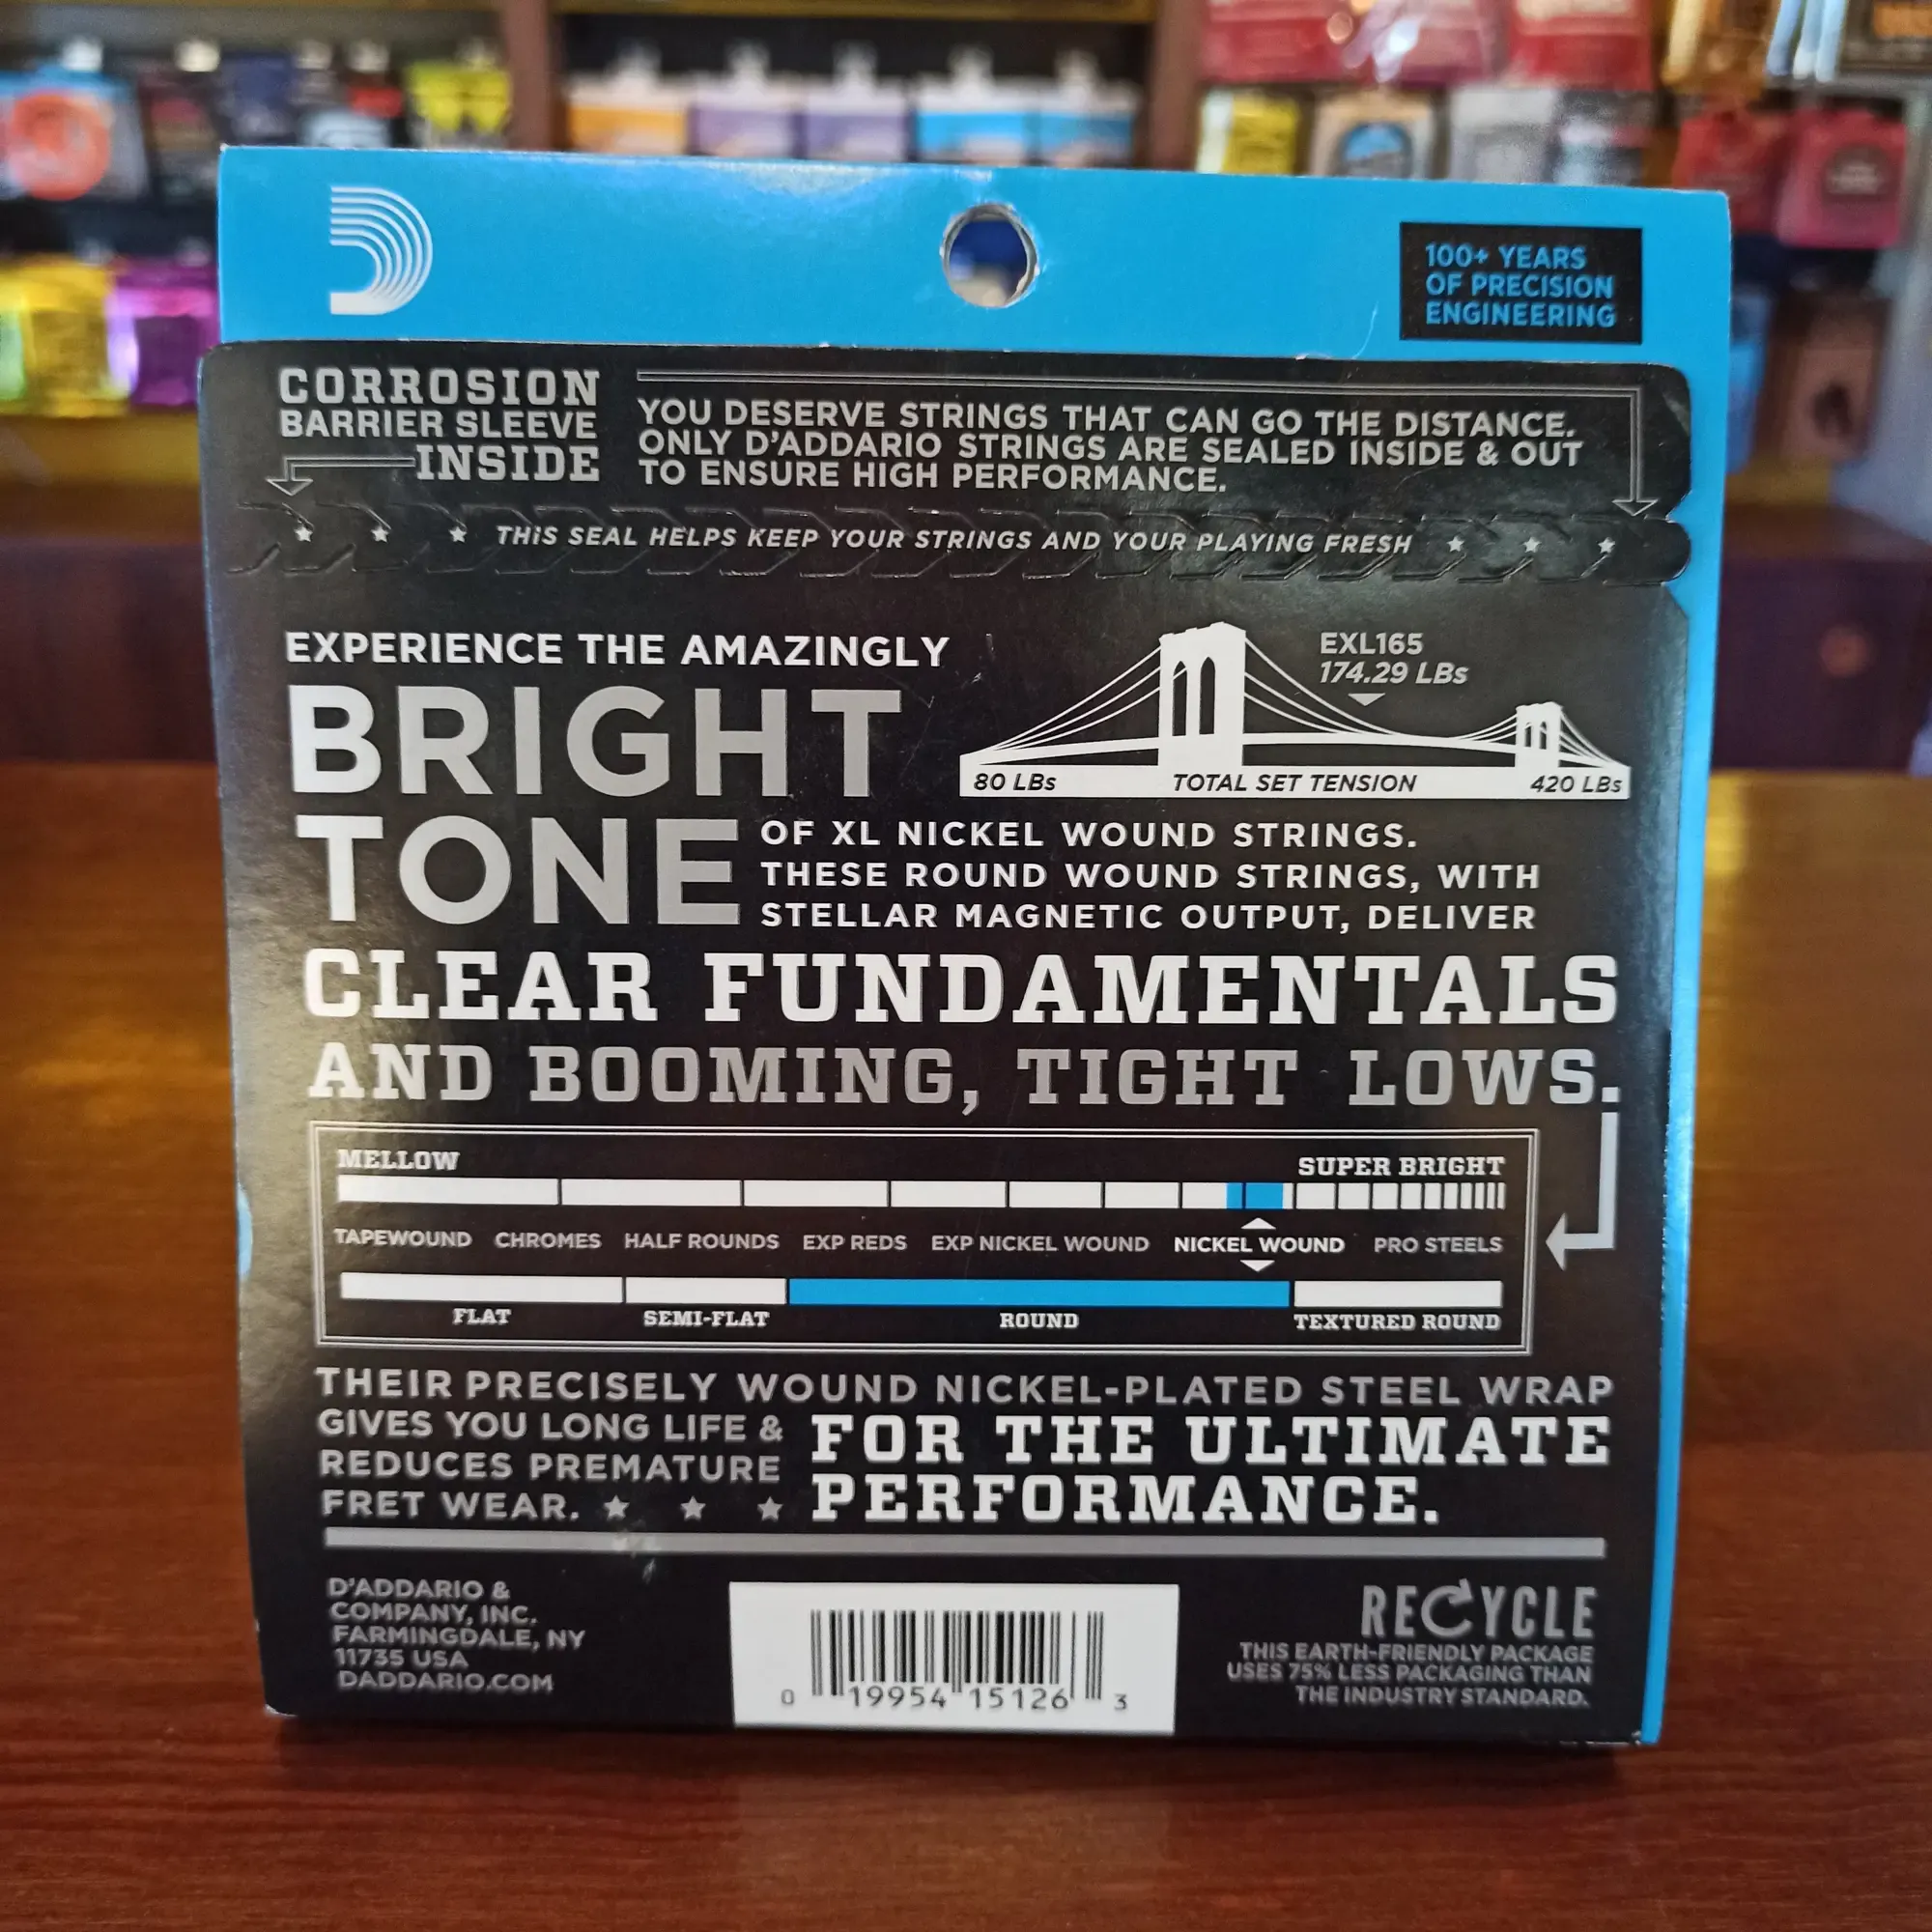 100+ YEARS
OF PRECISION
ENGINEERING
CORROSION
BARRIER SLEEVE
INSIDE
YOU DESERVE STRINGS THAT CAN GO THE DISTANCE.
ONLY D'ADDARIO STRINGS ARE SEALED INSIDE & OUT
TO ENSURE HIGH PERFORMANCE.
THIS SEAL HELPS KEEP YOUR STRINGS AND YOUR PLAYING FRESH
EXPERIENCE THE AMAZINGLY
BRIGHT
TONE
EXL165
174.29 LBs
80 LBs TOTAL SET TENSION 420 LBs
OF XL NICKEL WOUND STRINGS.
THESE ROUND WOUND STRINGS, WITH
STELLAR MAGNETIC OUTPUT, DELIVER
CLEAR FUNDAMENTALS
AND BOOMING, TIGHT LOWS.
MELLOW SUPER BRIGHT
TAPEWOUND CHROMES HALF ROUNDS EXP REDS EXP NICKEL WOUND NICKEL WOUND PRO STEELS
FLAT SEMI-FLAT ROUND TEXTURED ROUND
THEIR PRECISELY WOUND NICKEL-PLATED STEEL WRAP
GIVES YOU LONG LIFE &
REDUCES PREMATURE
FRET WEAR.
FOR THE ULTIMATE
PERFORMANCE.
D'ADDARIO &
COMPANY, INC.
FARMINGDALE, NY
11735 USA
DADDARIO.COM
0 19954 15126 3
RECYCLE
THIS EARTH-FRIENDLY PACKAGE
USES 75% LESS PACKAGING THAN
THE INDUSTRY STANDARD.